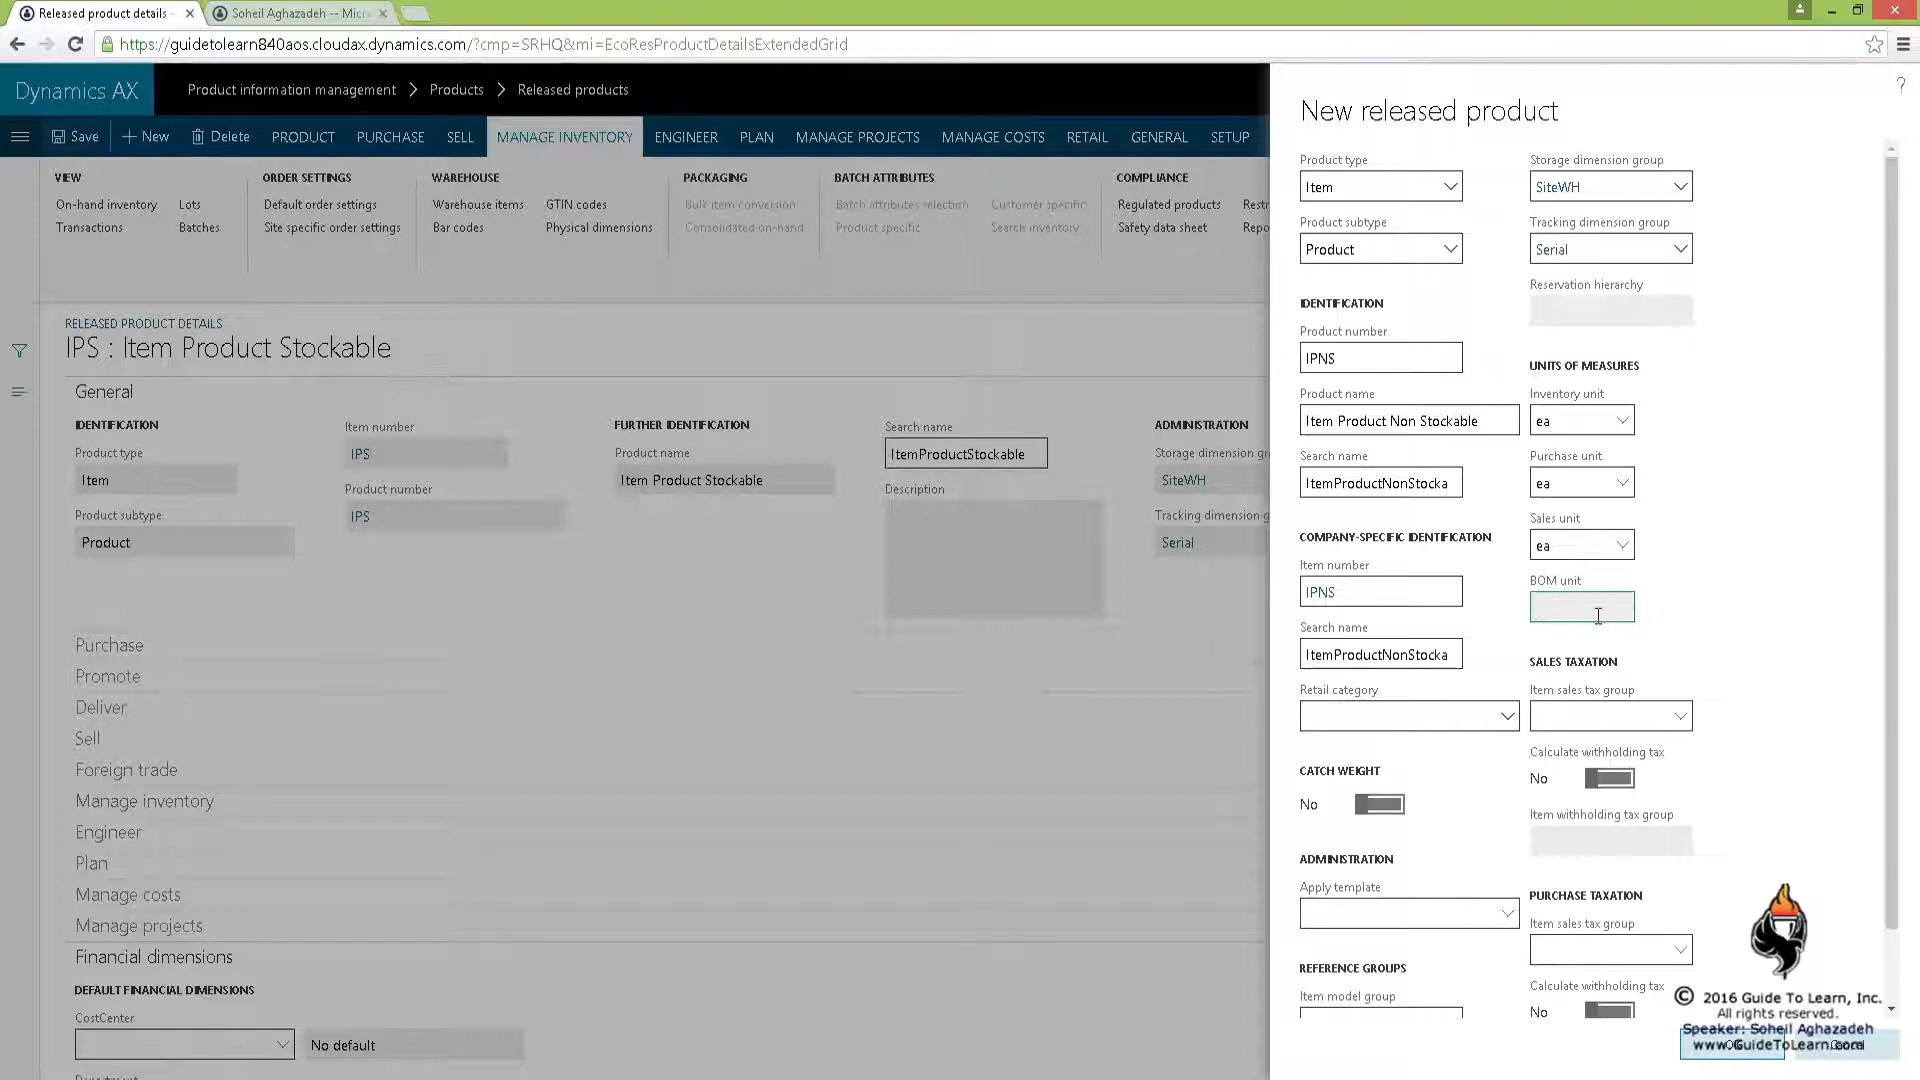 Released product details -
Soheil Aghazadeh -- Micr
https://guidetolearn840aos.cloudax.dynamics.com/?cmp=SRHQ&mi=EcoResProductDetailsExtendedGrid
Dynamics AX
Product information management > Products > Released products
Save
New
Delete
PRODUCT
PURCHASE
SELL
MANAGE INVENTORY
ENGINEER
PLAN
MANAGE PROJECTS
MANAGE COSTS
RETAIL
GENERAL
SETUP
VIEW
On-hand inventory
Transactions
Lots
Batches
ORDER SETTINGS
Default order settings
Site specific order settings
WAREHOUSE
Warehouse items
Bar codes
GTIN codes
Physical dimensions
PACKAGING
Bulk item conversion
Consolidated on-hand
BATCH ATTRIBUTES
Batch attributes selection
Product specific
Customer specific
Search inventory
COMPLIANCE
Regulated products
Safety data sheet
Restr
Repo
RELEASED PRODUCT DETAILS
IPS : Item Product Stockable
General
IDENTIFICATION
Product type
Item
Product subtype
Product
Item number
IPS
Product number
IPS
FURTHER IDENTIFICATION
Product name
Item Product Stockable
Search name
ItemProductStockable
Description
ADMINISTRATION
Storage dimension gr
SiteWH
Tracking dimension g
Serial
Purchase
Promote
Deliver
Sell
Foreign trade
Manage inventory
Engineer
Plan
Manage costs
Manage projects
Financial dimensions
DEFAULT FINANCIAL DIMENSIONS
CostCenter
No default
?
New released product
Product type
Item
Product subtype
Product
IDENTIFICATION
Product number
IPNS
Product name
Item Product Non Stockable
Search name
ItemProductNonStocka
COMPANY-SPECIFIC IDENTIFICATION
Item number
IPNS
Search name
ItemProductNonStocka
Retail category
CATCH WEIGHT
No
ADMINISTRATION
Apply template
REFERENCE GROUPS
Item model group
Storage dimension group
SiteWH
Tracking dimension group
Serial
Reservation hierarchy
UNITS OF MEASURES
Inventory unit
ea
Purchase unit
ea
Sales unit
ea
BOM unit
SALES TAXATION
Item sales tax group
Calculate withholding tax
No
Item withholding tax group
PURCHASE TAXATION
Item sales tax group
Calculate withholding tax
No
© 2016 Guide To Learn, Inc.
All rights reserved.
Speaker: Soheil Aghazadeh
www.GuideToLearn.com